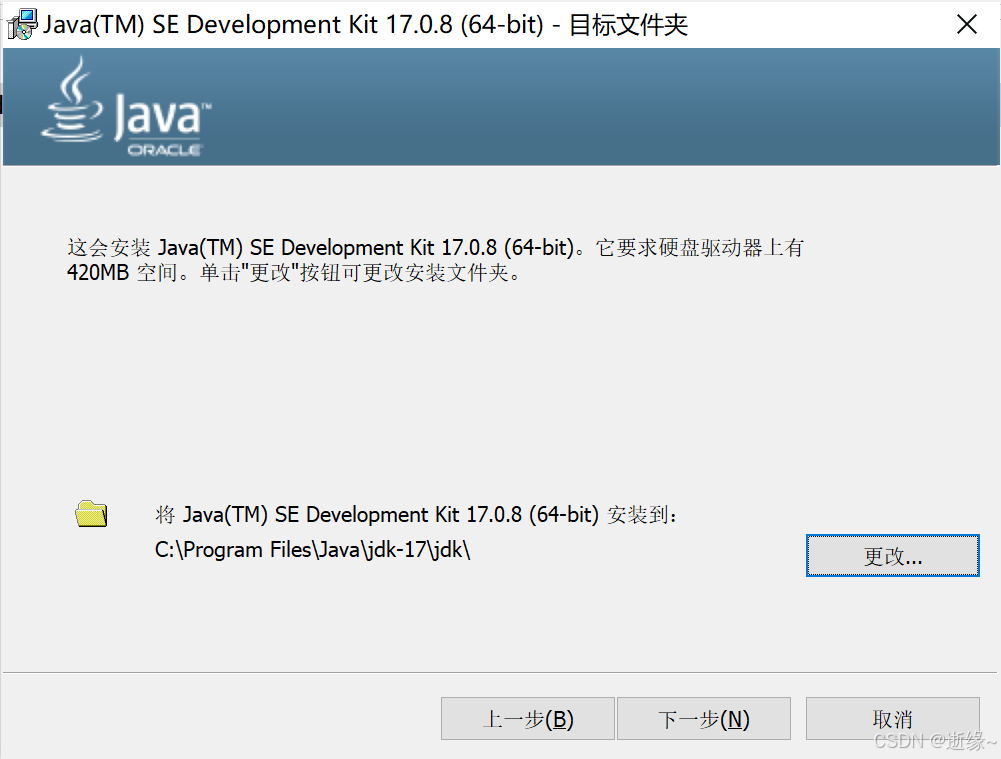 Java(TM) SE Development Kit 17.0.8 (64-bit) - 目标文件夹
Java™
ORACLE
这会安装 Java(TM) SE Development Kit 17.0.8 (64-bit)。它要求硬盘驱动器上有
420MB 空间。单击"更改"按钮可更改安装文件夹。
将 Java(TM) SE Development Kit 17.0.8 (64-bit) 安装到:
C:\Program Files\Java\jdk-17\jdk\
更改...
上一步(B) 下一步(N) 取消
CSDN @逝缘~